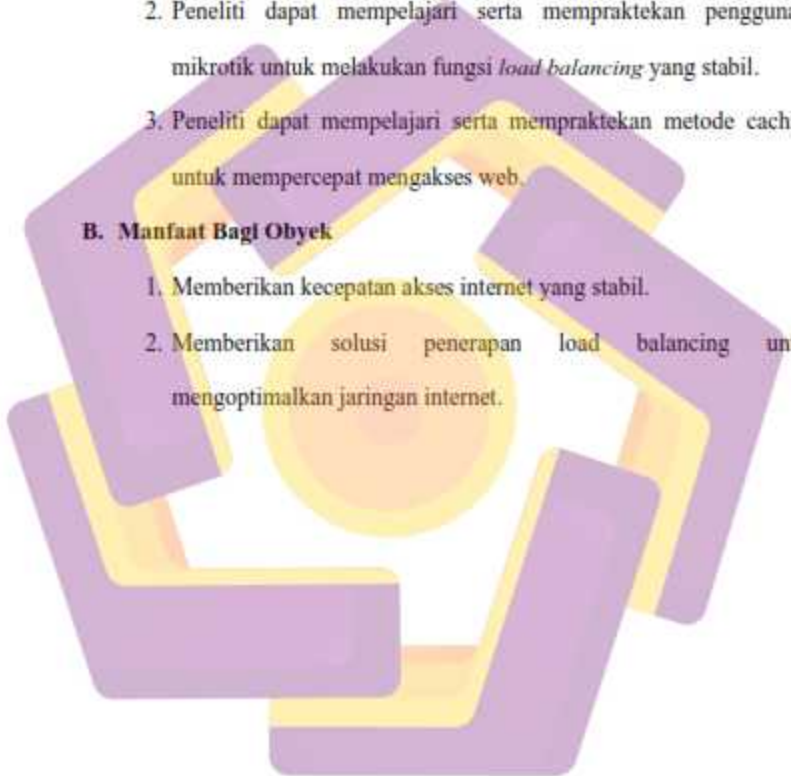 2. Peneliti dapat mempelajari serta mempraktekan pengguna
mikrotik untuk melakukan fungsi load balancing yang stabil.
3. Peneliti dapat mempelajari serta mempraktekan metode cach
untuk mempercepat mengakses web.
B. Manfaat Bagi Obyek
1. Memberikan kecepatan akses internet yang stabil.
2. Memberikan solusi penerapan load balancing un
mengoptimalkan jaringan internet.